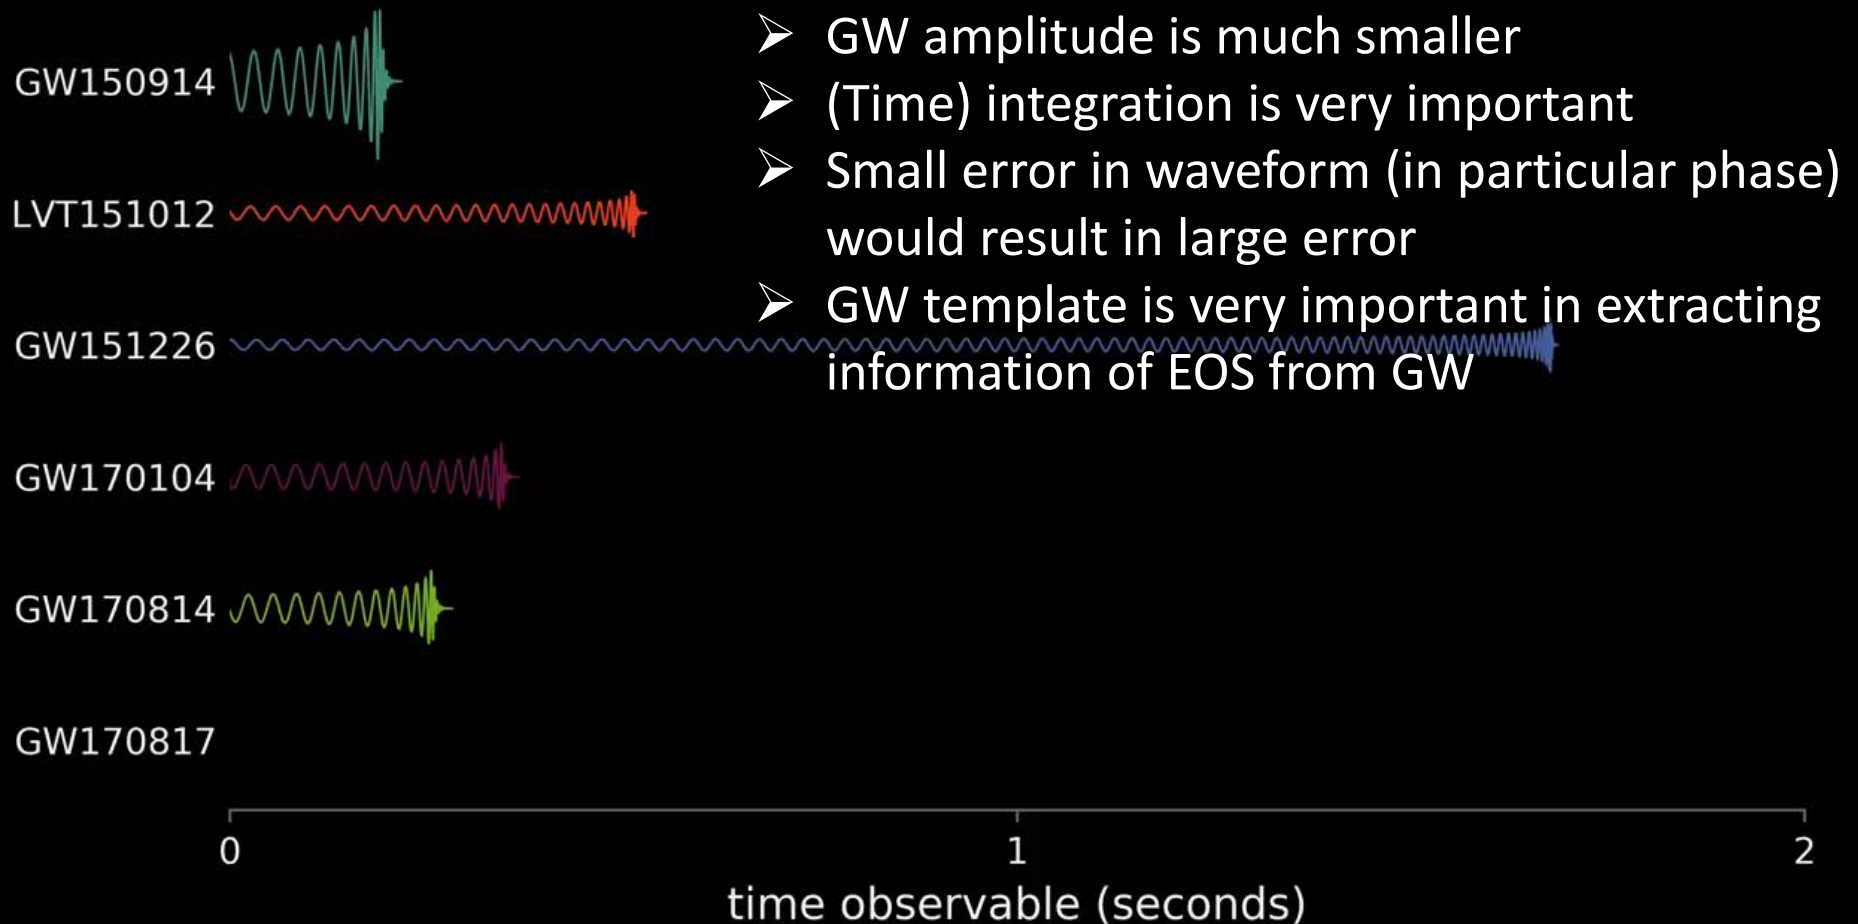 GW150914
LVT151012
GW151226
GW170104
GW170814
GW170817
➢ GW amplitude is much smaller
➢ (Time) integration is very important
➢ Small error in waveform (in particular phase)
would result in large error
➢ GW template is very important in extracting
information of EOS from GW
0 1 2
time observable (seconds)